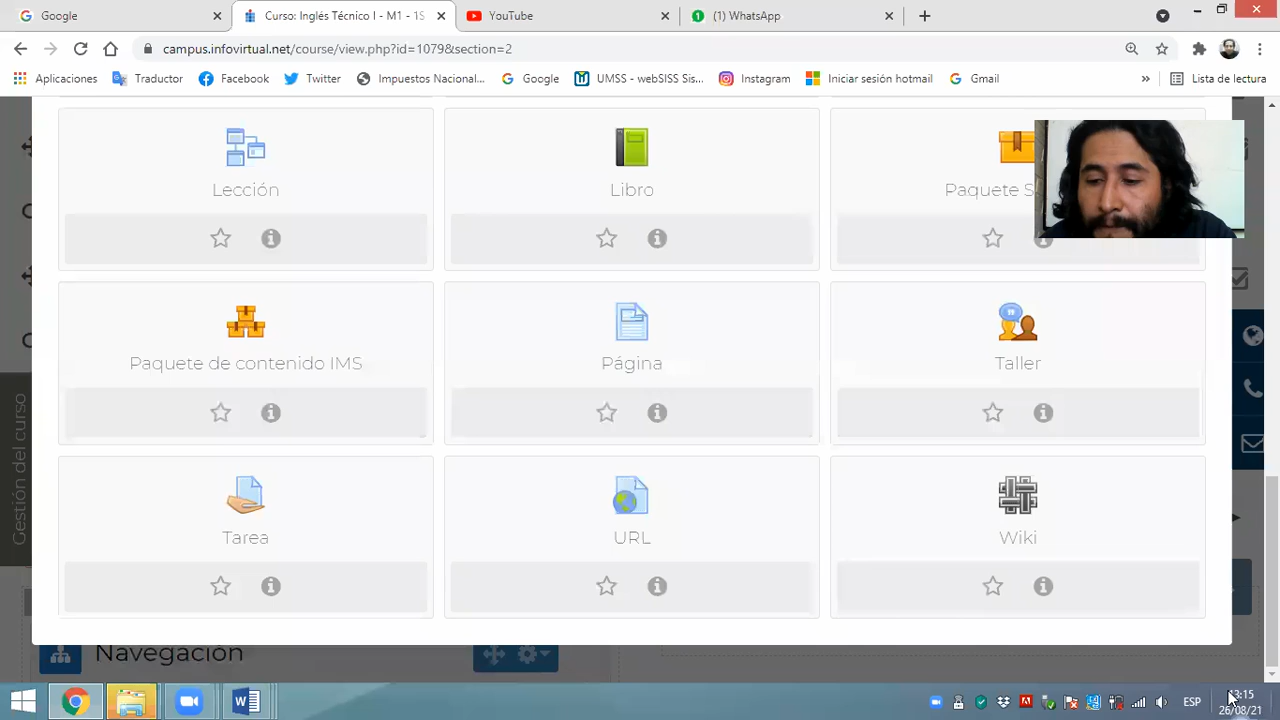 Google
Curso: Inglés Técnico I - M1 - 1S
YouTube
(1) WhatsApp
campus.infovirtual.net/course/view.php?id=1079&section=2
Aplicaciones
Traductor
Facebook
Twitter
Impuestos Nacional...
Google
UMSS - webSISS Sis...
Instagram
Iniciar sesión hotmail
Gmail
»
Lista de lectura
Lección
Libro
Paquete S
Paquete de contenido IMS
Página
Taller
Tarea
URL
Wiki
Gestión del curso
Navegación
ESP
13:15
26/08/21